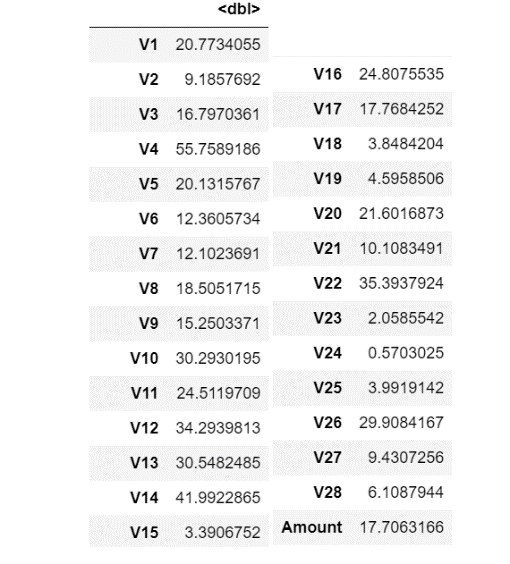 <dbl>
V1 20.7734055
V2 9.1857692
V3 16.7970361
V4 55.7589186
V5 20.1315767
V6 12.3605734
V7 12.1023691
V8 18.5051715
V9 15.2503371
V10 30.2930195
V11 24.5119709
V12 34.2939813
V13 30.5482485
V14 41.9922865
V15 3.3906752
V16 24.8075535
V17 17.7684252
V18 3.8484204
V19 4.5958506
V20 21.6016873
V21 10.1083491
V22 35.3937924
V23 2.0585542
V24 0.5703025
V25 3.9919142
V26 29.9084167
V27 9.4307256
V28 6.1087944
Amount 17.7063166